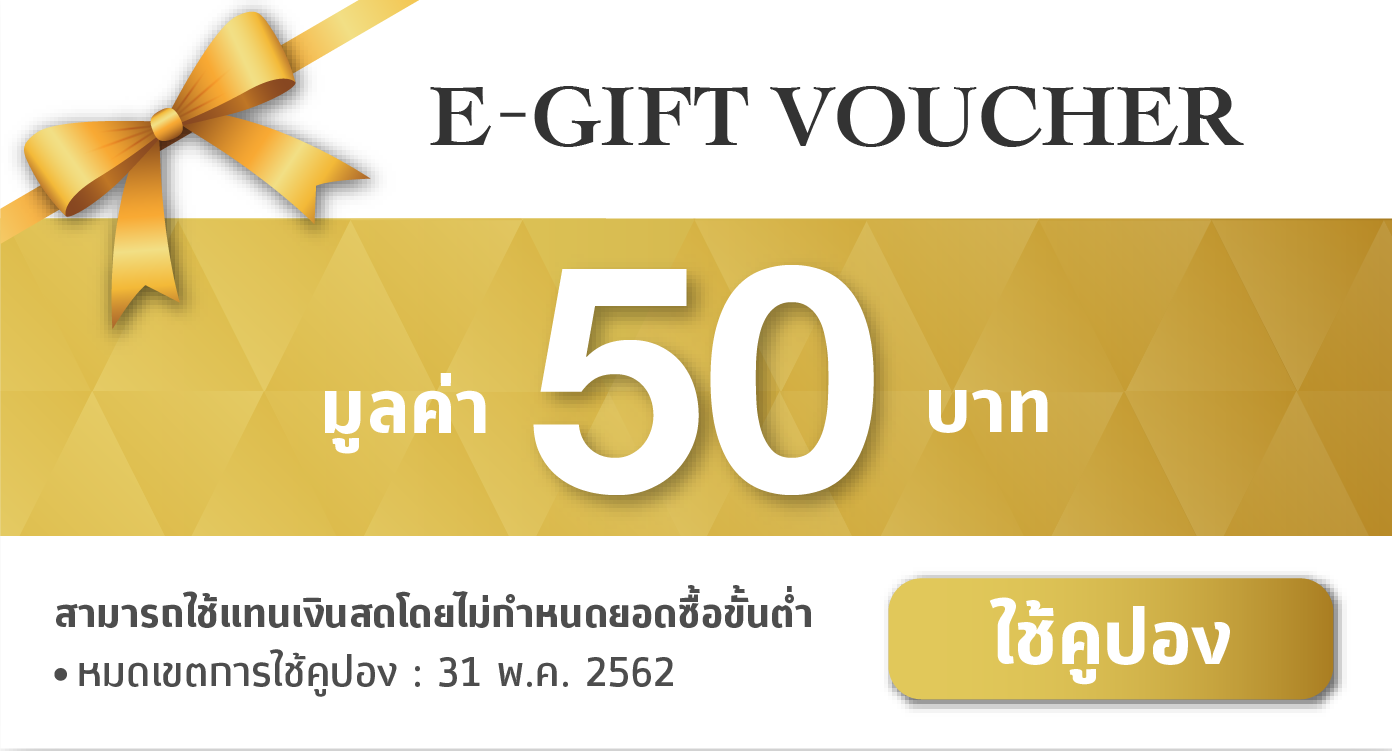 E-GIFT VOUCHER
มูลค่า 50 บาท
สามารถใช้แทนเงินสดโดยไม่กำหนดยอดซื้อขั้นต่ำ
• หมดเขตการใช้คูปอง : 31 พ.ค. 2562
ใช้คูปอง